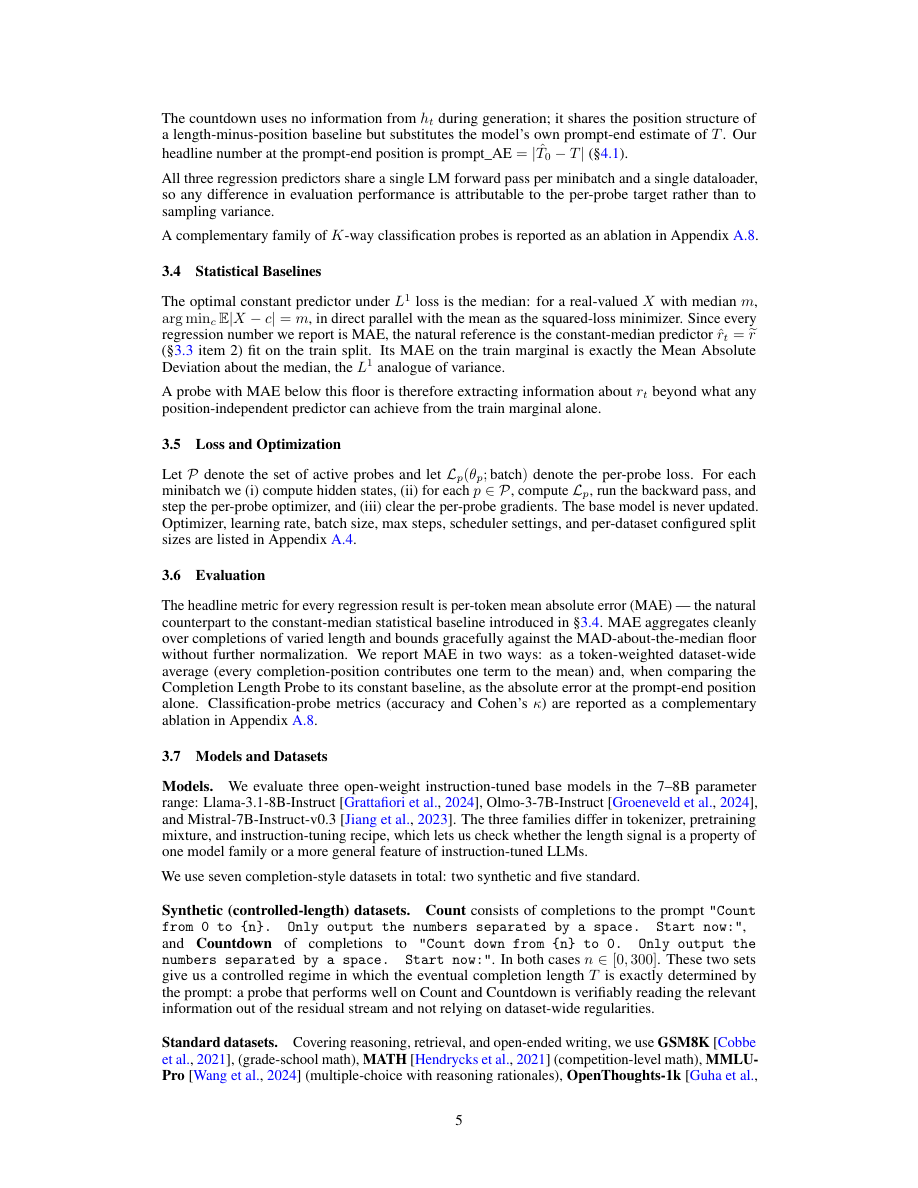 The countdown uses no information from h_t during generation; it shares the position structure of
a length-minus-position baseline but substitutes the model's own prompt-end estimate of T. Our
headline number at the prompt-end position is prompt_AE = |T̂_0 − T| (§4.1).
All three regression predictors share a single LM forward pass per minibatch and a single dataloader,
so any difference in evaluation performance is attributable to the per-probe target rather than to
sampling variance.
A complementary family of K-way classification probes is reported as an ablation in Appendix A.8.
3.4 Statistical Baselines
The optimal constant predictor under L^1 loss is the median: for a real-valued X with median m,
arg min_c 𝔼|X − c| = m, in direct parallel with the mean as the squared-loss minimizer. Since every
regression number we report is MAE, the natural reference is the constant-median predictor r̂_t = r̃
(§3.3 item 2) fit on the train split. Its MAE on the train marginal is exactly the Mean Absolute
Deviation about the median, the L^1 analogue of variance.
A probe with MAE below this floor is therefore extracting information about r_t beyond what any
position-independent predictor can achieve from the train marginal alone.
3.5 Loss and Optimization
Let 𝒫 denote the set of active probes and let ℒ_p(θ_p; batch) denote the per-probe loss. For each
minibatch we (i) compute hidden states, (ii) for each p ∈ 𝒫, compute ℒ_p, run the backward pass, and
step the per-probe optimizer, and (iii) clear the per-probe gradients. The base model is never updated.
Optimizer, learning rate, batch size, max steps, scheduler settings, and per-dataset configured split
sizes are listed in Appendix A.4.
3.6 Evaluation
The headline metric for every regression result is per-token mean absolute error (MAE) — the natural
counterpart to the constant-median statistical baseline introduced in §3.4. MAE aggregates cleanly
over completions of varied length and bounds gracefully against the MAD-about-the-median floor
without further normalization. We report MAE in two ways: as a token-weighted dataset-wide
average (every completion-position contributes one term to the mean) and, when comparing the
Completion Length Probe to its constant baseline, as the absolute error at the prompt-end position
alone. Classification-probe metrics (accuracy and Cohen's κ) are reported as a complementary
ablation in Appendix A.8.
3.7 Models and Datasets
Models. We evaluate three open-weight instruction-tuned base models in the 7–8B parameter
range: Llama-3.1-8B-Instruct [Grattafiori et al., 2024], Olmo-3-7B-Instruct [Groeneveld et al., 2024],
and Mistral-7B-Instruct-v0.3 [Jiang et al., 2023]. The three families differ in tokenizer, pretraining
mixture, and instruction-tuning recipe, which lets us check whether the length signal is a property of
one model family or a more general feature of instruction-tuned LLMs.
We use seven completion-style datasets in total: two synthetic and five standard.
Synthetic (controlled-length) datasets. Count consists of completions to the prompt "Count
from 0 to {n}. Only output the numbers separated by a space. Start now:",
and Countdown of completions to "Count down from {n} to 0. Only output the
numbers separated by a space. Start now:". In both cases n ∈ [0, 300]. These two sets
give us a controlled regime in which the eventual completion length T is exactly determined by
the prompt: a probe that performs well on Count and Countdown is verifiably reading the relevant
information out of the residual stream and not relying on dataset-wide regularities.
Standard datasets. Covering reasoning, retrieval, and open-ended writing, we use GSM8K [Cobbe
et al., 2021], (grade-school math), MATH [Hendrycks et al., 2021] (competition-level math), MMLU-
Pro [Wang et al., 2024] (multiple-choice with reasoning rationales), OpenThoughts-1k [Guha et al.,
5